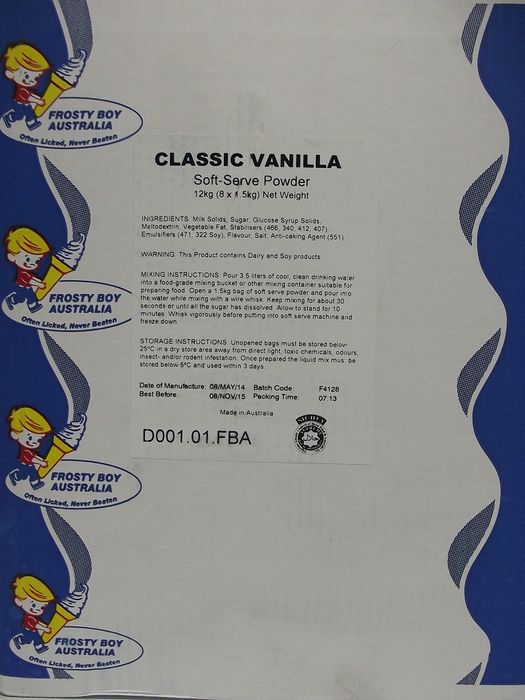 FROSTY BOY
AUSTRALIA
Often Licked, Never Beaten
CLASSIC VANILLA
Soft-Serve Powder
12kg (8 x 1.5kg) Net Weight
INGREDIENTS: Milk Solids, Sugar, Glucose Syrup Solids,
Maltodextrin, Vegetable Fat, Stabilisers (466, 340, 412, 407),
Emulsifiers (471, 322 Soy), Flavour, Salt, Anti-caking Agent (551)
WARNING: This Product contains Dairy and Soy products
MIXING INSTRUCTIONS: Pour 3.5 liters of cool, clean drinking water
into a food-grade mixing bucket or other mixing container suitable for
preparing food. Open a 1.5kg bag of soft serve powder and pour into
the water while mixing with a wire whisk. Keep mixing for about 30
seconds or until all the sugar has dissolved. Allow to stand for 10
minutes. Whisk vigorously before putting into soft serve machine and
freeze down
STORAGE INSTRUCTIONS: Unopened bags must be stored below
25ºC in a dry store area away from direct light, toxic chemicals, odours,
insect- and/or rodent infestation. Once prepared the liquid mix must be
stored below 5ºC and used within 3 days
Date of Manufacture: 08/MAY/14 Batch Code: F4128
Best Before: 08/NOV/15 Packing Time: 07:13
Made in Australia
D001.01.FBA
FROSTY BOY
AUSTRALIA
Often Licked, Never Beaten
FROSTY BOY
AUSTRALIA
Often Licked, Never Beaten
FROSTY BOY
AUSTRALIA
Often Licked, Never Beaten